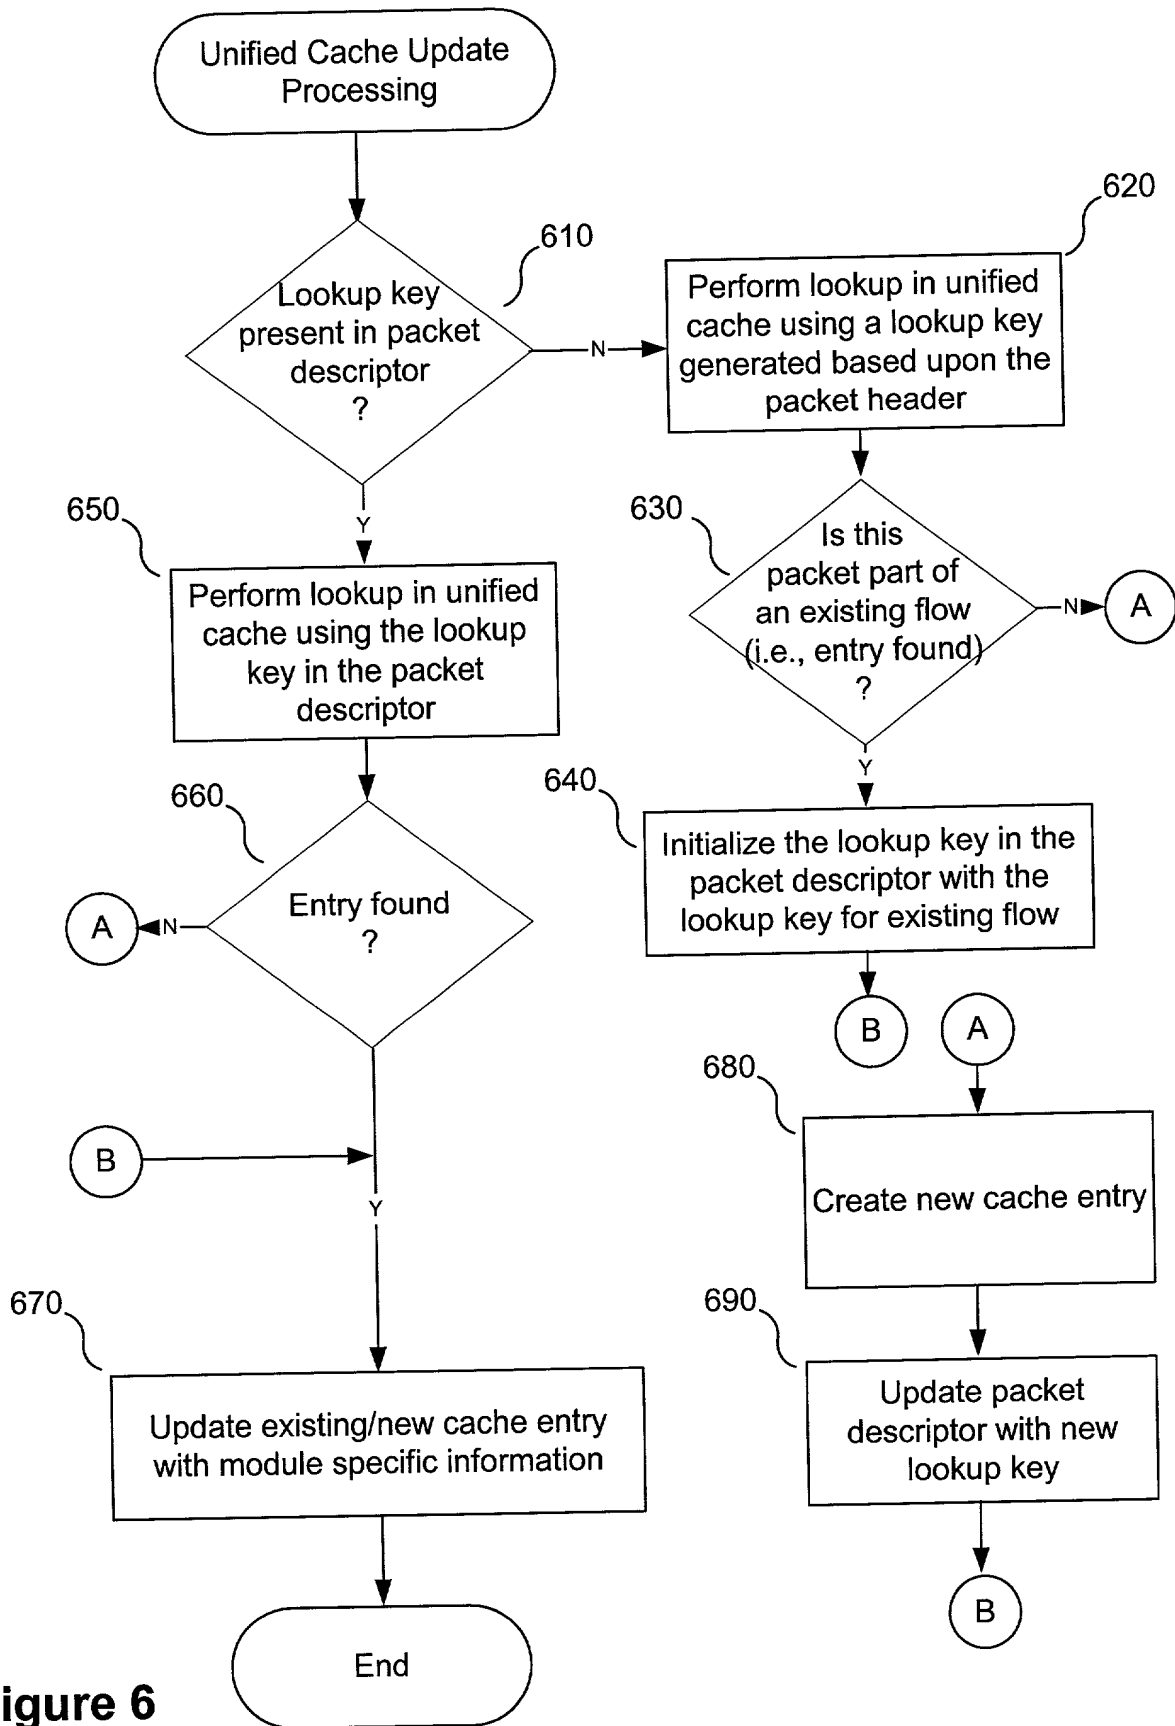 Unified Cache Update
Processing
610
Lookup key
present in packet
descriptor
?
N
620
Perform lookup in unified
cache using a lookup key
generated based upon the
packet header
Y
650
Perform lookup in unified
cache using the lookup
key in the packet
descriptor
630
Is this
packet part of
an existing flow
(i.e., entry found)
?
N
A
Y
660
Entry found
?
N
A
640
Initialize the lookup key in the
packet descriptor with the
lookup key for existing flow
B
A
B
Y
680
Create new cache entry
670
Update existing/new cache entry
with module specific information
690
Update packet
descriptor with new
lookup key
B
End
igure 6